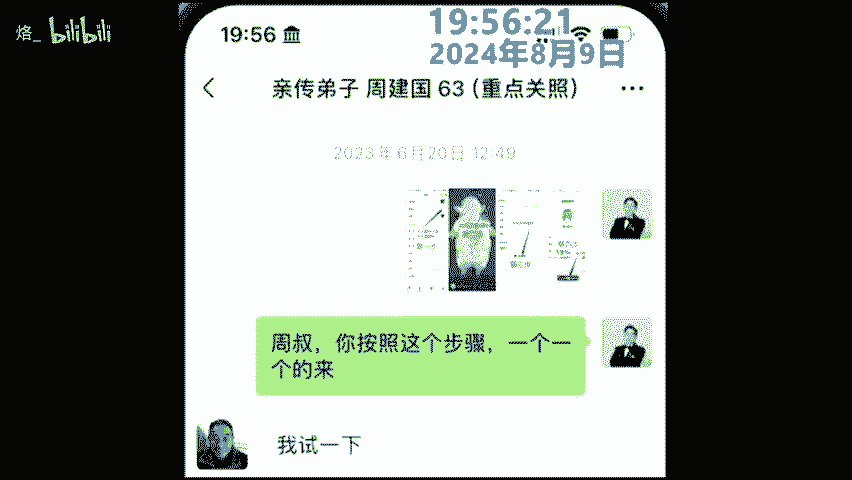 烙_ bilibili
19:56
19:56:21
2024年8月9日
亲传弟子 周建国 63（重点关照）
2023年6月20日 12:49
周叔，你按照这个步骤，一个一
个的来
我试一下